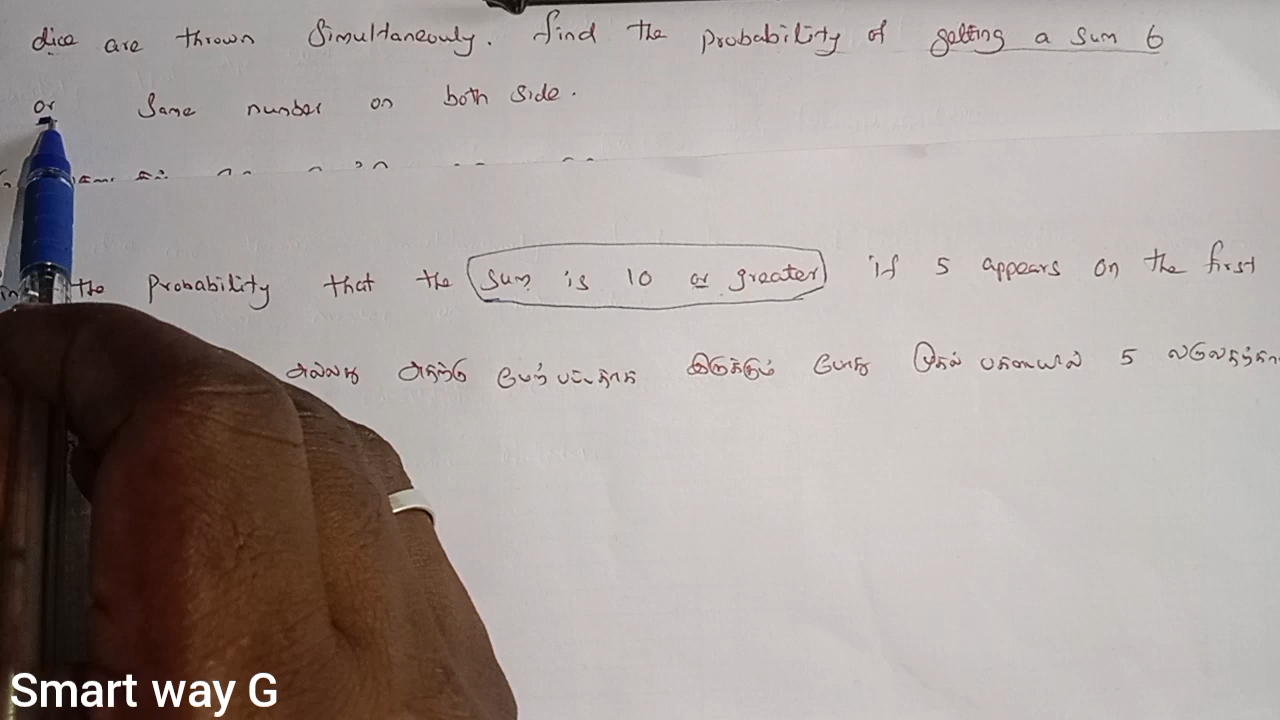 dice are thrown Simultaneously. find the Probability of getting a sum 6
or Same number on both side.
the Probability that the sum is 10 or greater if 5 appears on the first
அல்லது அதற்கு மேற்பட்டதாக இருக்கும் போது முதல் பகடையில் 5
Smart way G